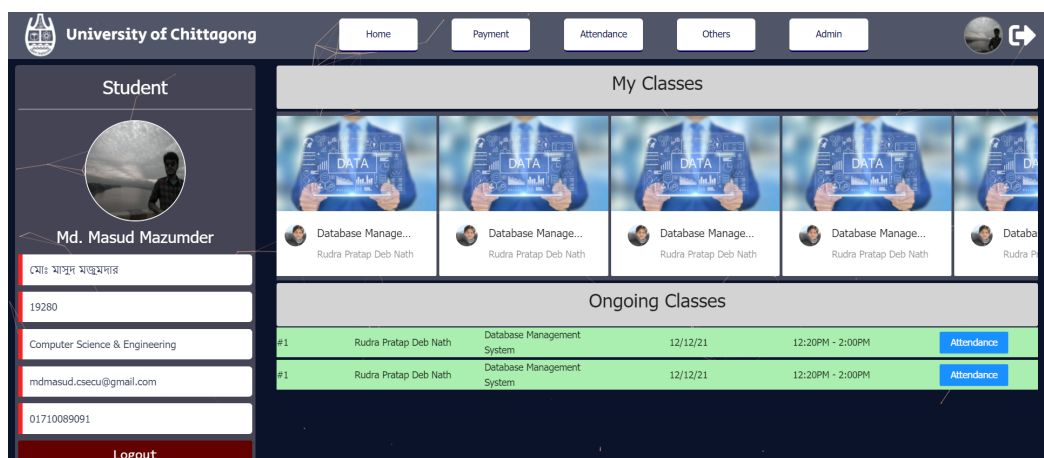 University of Chittagong
Home
Payment
Attendance
Others
Admin
Student
Md. Masud Mazumder
মোঃ মাসুদ মজুমদার
19280
Computer Science & Engineering
mdmasud.csecu@gmail.com
01710089091
Logout
My Classes
DATA
Database Manage...
Rudra Pratap Deb Nath
DATA
Database Manage...
Rudra Pratap Deb Nath
DATA
Database Manage...
Rudra Pratap Deb Nath
DATA
Database Manage...
Rudra Pratap Deb Nath
DA
Databa
Rudra Pr
Ongoing Classes
#1 Rudra Pratap Deb Nath Database Management System 12/12/21 12:20PM - 2:00PM Attendance
#1 Rudra Pratap Deb Nath Database Management System 12/12/21 12:20PM - 2:00PM Attendance